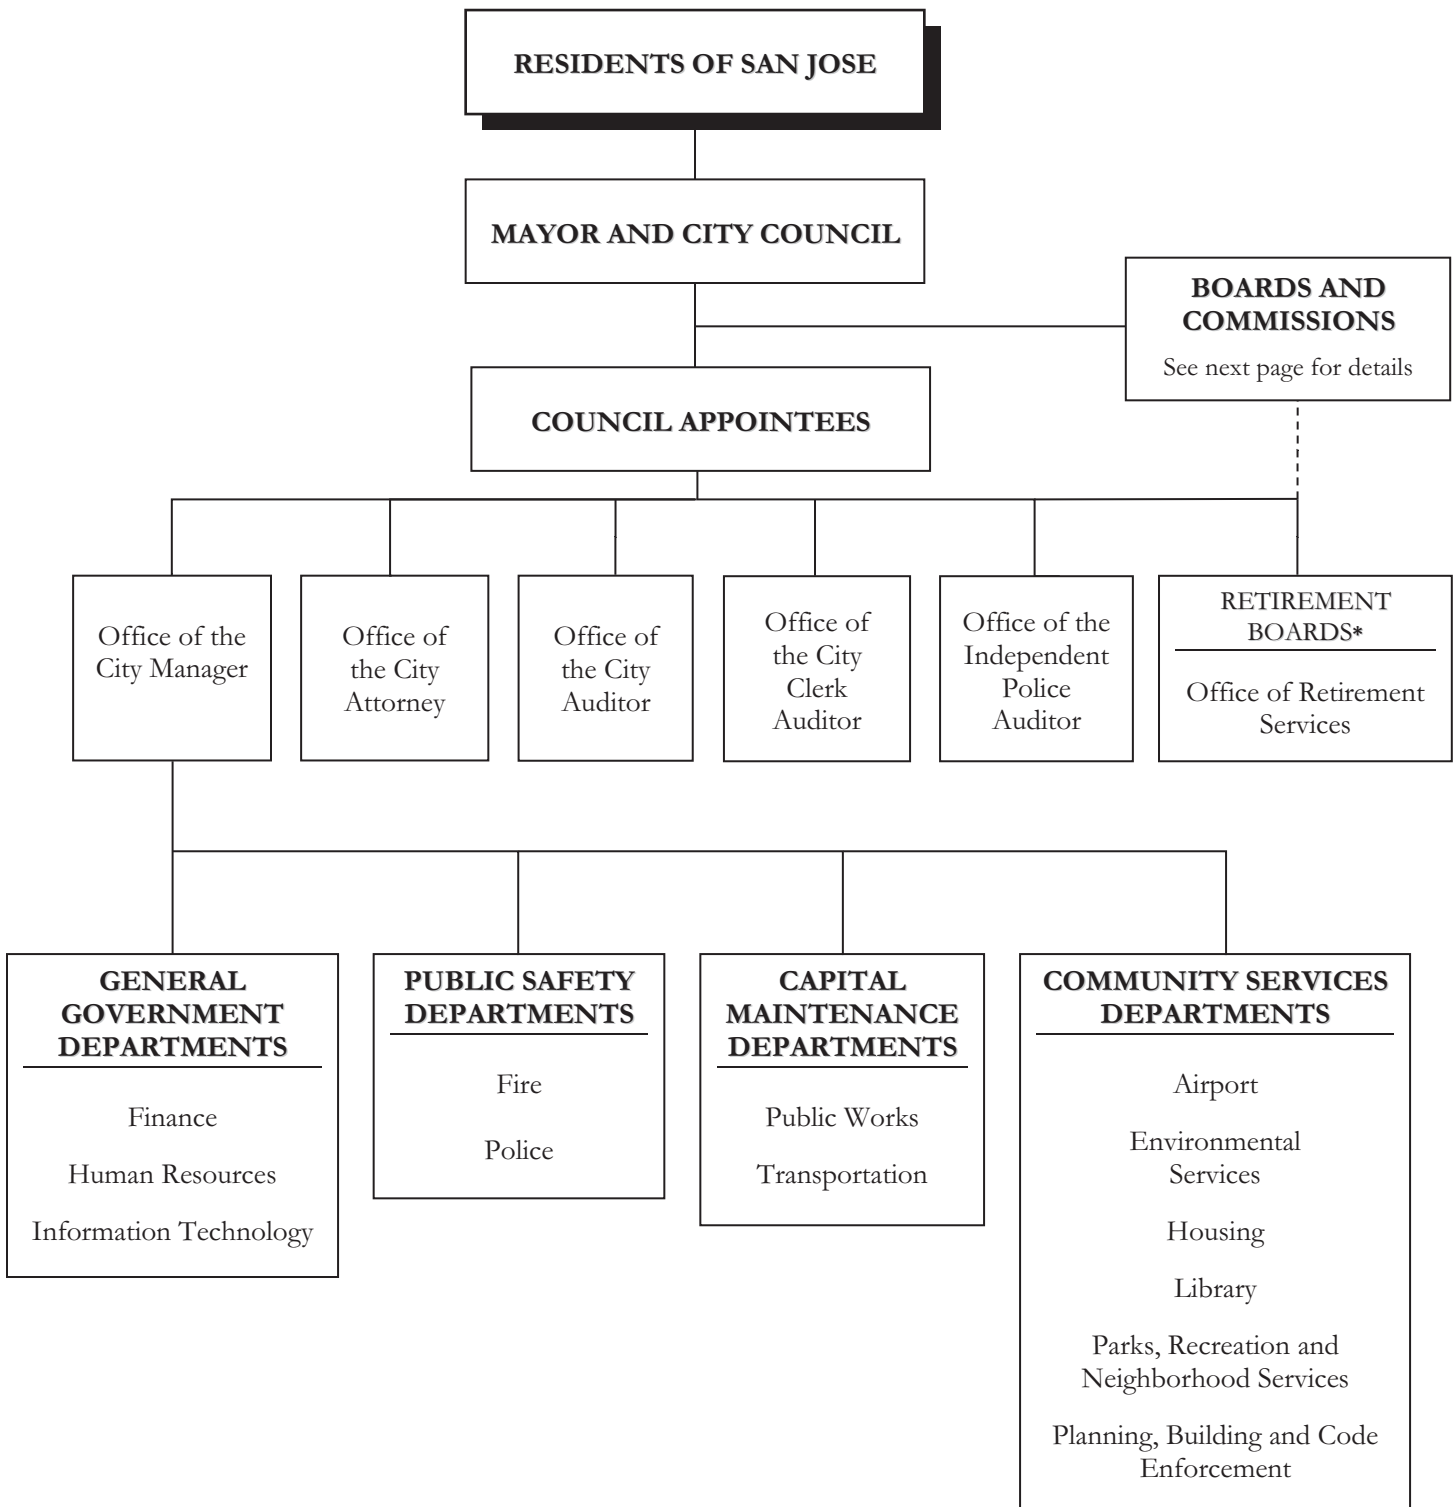 RESIDENTS OF SAN JOSE
MAYOR AND CITY COUNCIL
BOARDS AND
COMMISSIONS
See next page for details
COUNCIL APPOINTEES
Office of the
City Manager
Office of
the City
Attorney
Office of
the City
Auditor
Office of
the City
Clerk
Auditor
Office of the
Independent
Police
Auditor
RETIREMENT
BOARDS*
Office of Retirement
Services
GENERAL
GOVERNMENT
DEPARTMENTS
Finance
Human Resources
Information Technology
PUBLIC SAFETY
DEPARTMENTS
Fire
Police
CAPITAL
MAINTENANCE
DEPARTMENTS
Public Works
Transportation
COMMUNITY SERVICES
DEPARTMENTS
Airport
Environmental
Services
Housing
Library
Parks, Recreation and
Neighborhood Services
Planning, Building and Code
Enforcement